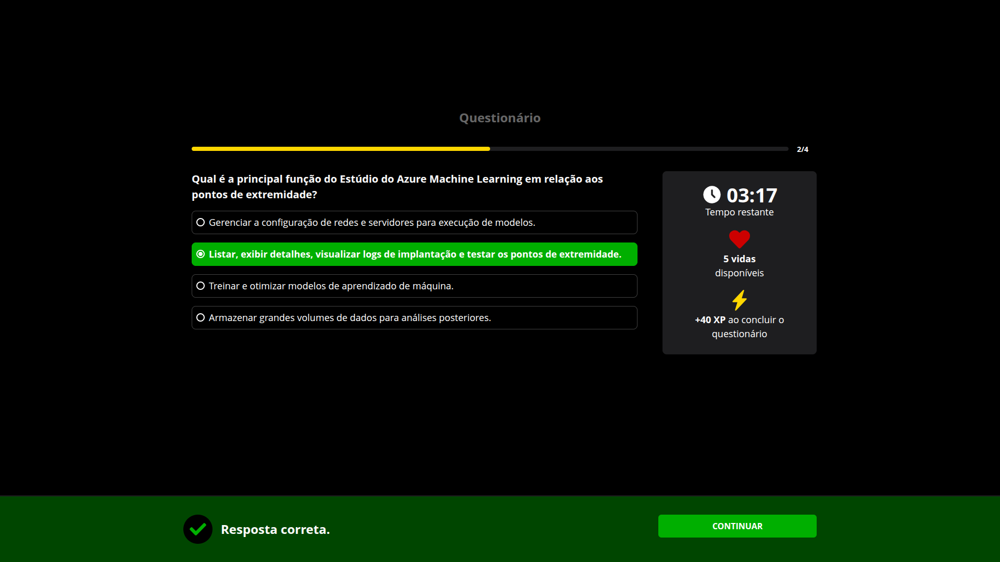 Questionário
2/4
Qual é a principal função do Estúdio do Azure Machine Learning em relação aos
pontos de extremidade?
Gerenciar a configuração de redes e servidores para execução de modelos.
Listar, exibir detalhes, visualizar logs de implantação e testar os pontos de extremidade.
Treinar e otimizar modelos de aprendizado de máquina.
Armazenar grandes volumes de dados para análises posteriores.
03:17
Tempo restante
5 vidas
disponíveis
+40 XP ao concluir o
questionário
Resposta correta.
CONTINUAR